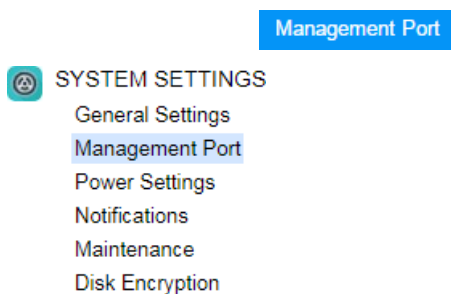 Management Port
SYSTEM SETTINGS
General Settings
Management Port
Power Settings
Notifications
Maintenance
Disk Encryption